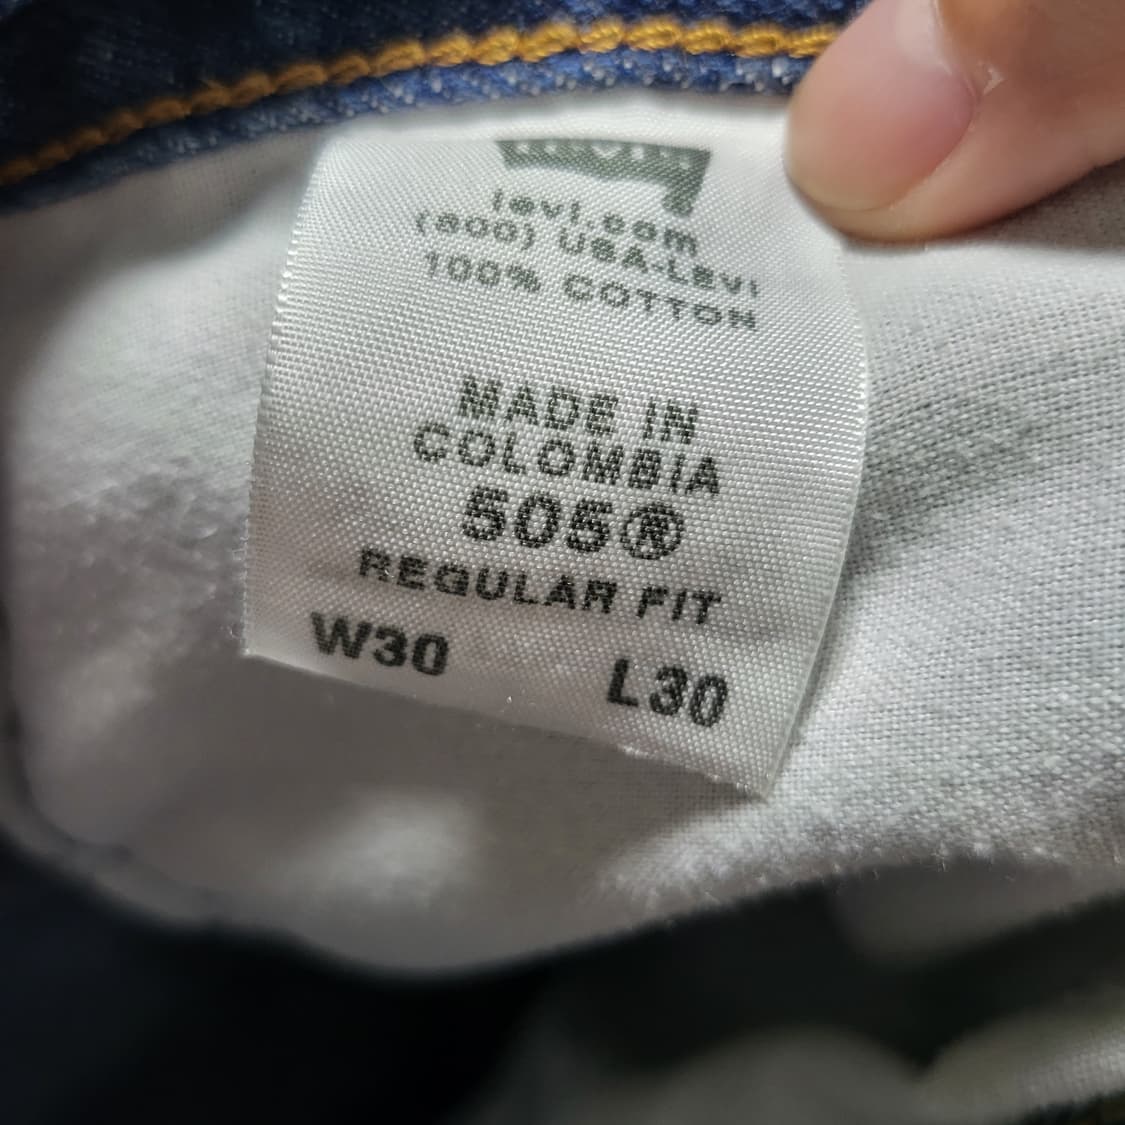 levi.com
(800) USA-LEVI
100% COTTON
MADE IN
COLOMBIA
505®
REGULAR FIT
W30 L30